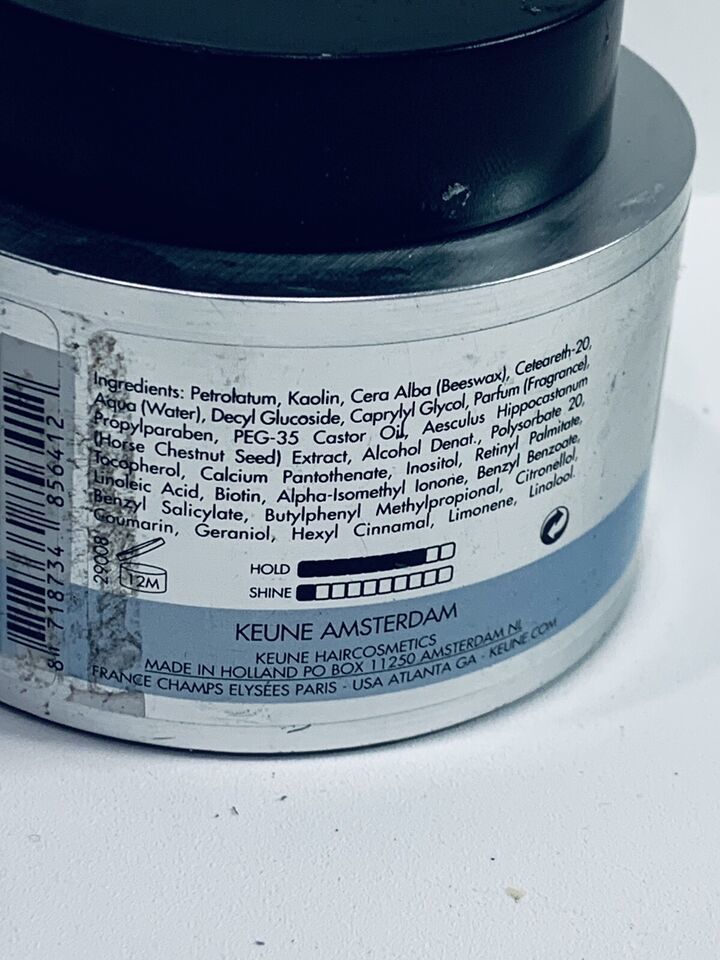 Ingredients: Petrolatum, Kaolin, Cera Alba (Beeswax), Ceteareth-20,
Aqua (Water), Decyl Glucoside, Caprylyl Glycol, Parfum (Fragrance),
Propylparaben, PEG-35 Castor Oil, Aesculus Hippocastanum
(Horse Chestnut Seed) Extract, Alcohol Denat., Polysorbate 20,
Tocopherol, Calcium Pantothenate, Inositol, Retinyl Palmitate,
Linoleic Acid, Biotin, Alpha-Isomethyl Ionone, Benzyl Benzoate,
Benzyl Salicylate, Butylphenyl Methylpropional, Citronellol,
Coumarin, Geraniol, Hexyl Cinnamal, Limonene, Linalool.
29008
12M
HOLD
SHINE
8 718734 856412
KEUNE AMSTERDAM
KEUNE HAIRCOSMETICS
MADE IN HOLLAND PO BOX 11250 AMSTERDAM NL
FRANCE CHAMPS ELYSÉES PARIS - USA ATLANTA GA - KEUNE.COM